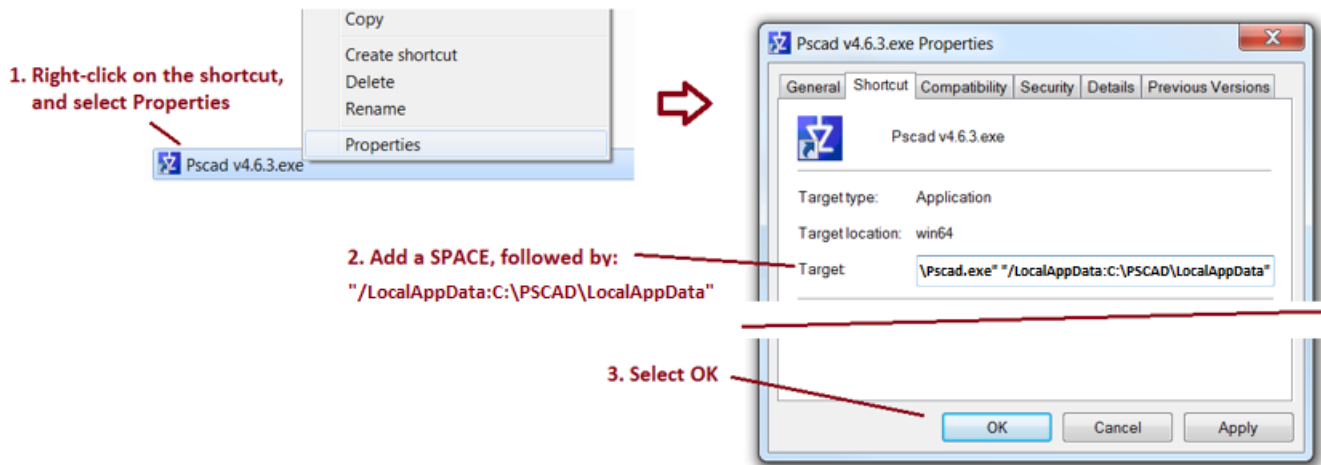 1. Right-click on the shortcut,
and select Properties
Copy
Create shortcut
Delete
Rename
Properties
Pscad v4.6.3.exe
Pscad v4.6.3.exe Properties
General Shortcut Compatibility Security Details Previous Versions
Pscad v4.6.3.exe
Target type: Application
Target location: win64
2. Add a SPACE, followed by:
"/LocalAppData:C:\PSCAD\LocalAppData"
Target \Pscad.exe" "/LocalAppData:C:\PSCAD\LocalAppData"
3. Select OK
OK Cancel Apply